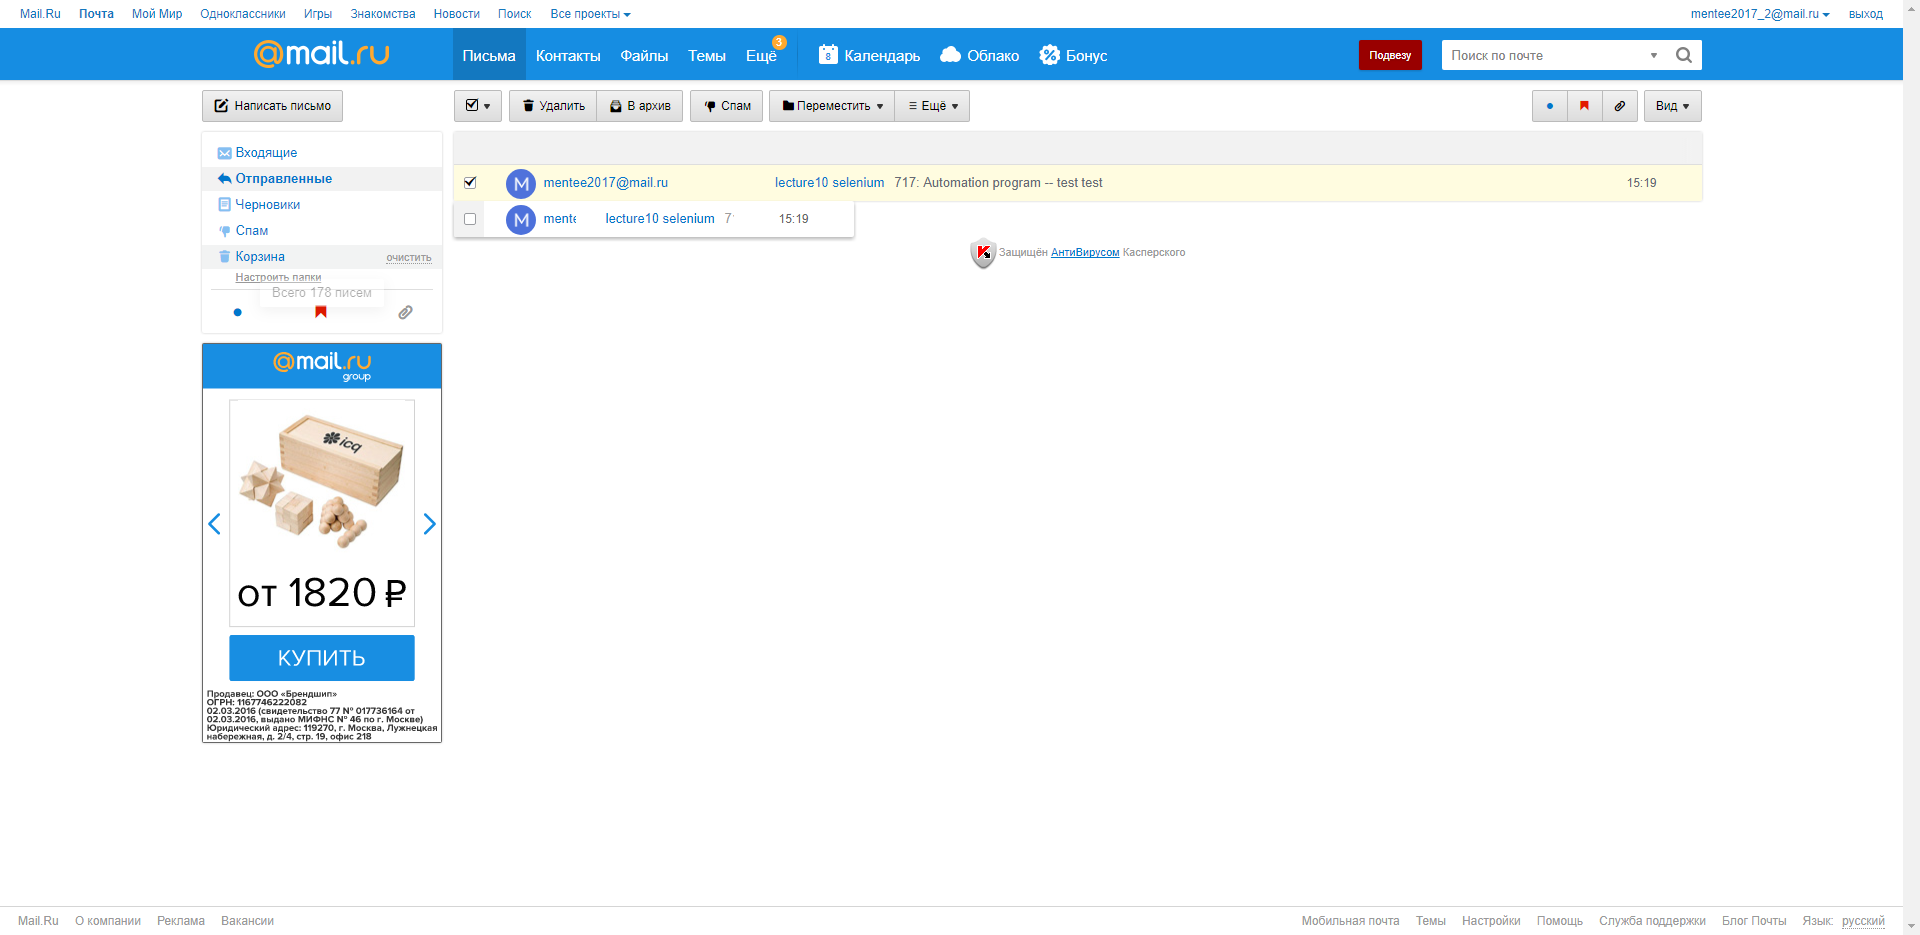 Mail.Ru Почта Мой Мир Одноклассники Игры Знакомства Новости Поиск Все проекты mentee2017_2@mail.ru выход
@mail.ru Письма Контакты Файлы Темы Ещё 3 8 Календарь Облако Бонус Подвезу Поиск по почте
Написать письмо Удалить В архив Спам Переместить Ещё Вид
Входящие
Отправленные
Черновики
Спам
Корзина очистить
Настроить папки
Всего 178 писем
M mentee2017@mail.ru lecture10 selenium 717: Automation program -- test test 15:19
M mente lecture10 selenium 7 15:19
Защищён АнтиВирусом Касперского
@mail.ru
group
icq
от 1820 ₽
КУПИТЬ
Продавец: ООО «Брендшип»
ОГРН: 1167746222082
02.03.2016 (свидетельство 77 № 017736164 от
02.03.2016, выдано МИФНС № 46 по г. Москве)
Юридический адрес: 119270, г. Москва, Лужнецкая
набережная, д. 2/4, стр. 19, офис 218
Mail.Ru О компании Реклама Вакансии Мобильная почта Темы Настройки Помощь Служба поддержки Блог Почты Язык: русский